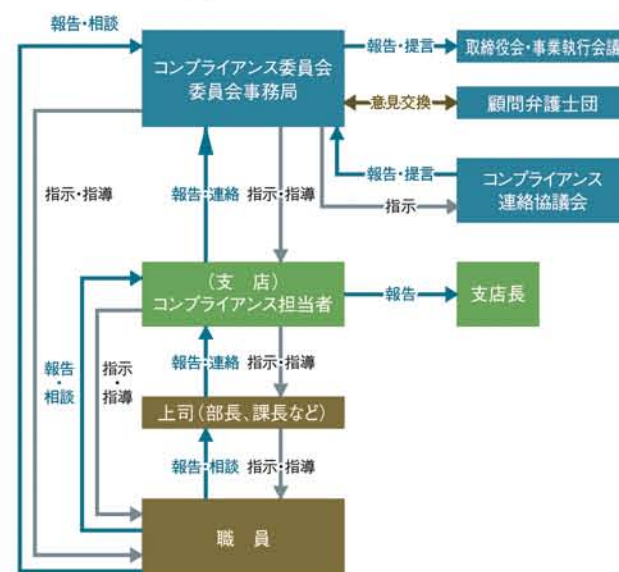 報告・相談
コンプライアンス委員会
委員会事務局
報告・提言
取締役会・事業執行会議
意見交換
顧問弁護士団
報告・提言
コンプライアンス
連絡協議会
指示
指示・指導
報告・連絡
指示・指導
（支　店）
コンプライアンス担当者
報告
支店長
報告・相談
指示・指導
報告・連絡
指示・指導
上司（部長、課長など）
報告・相談
指示・指導
職　員